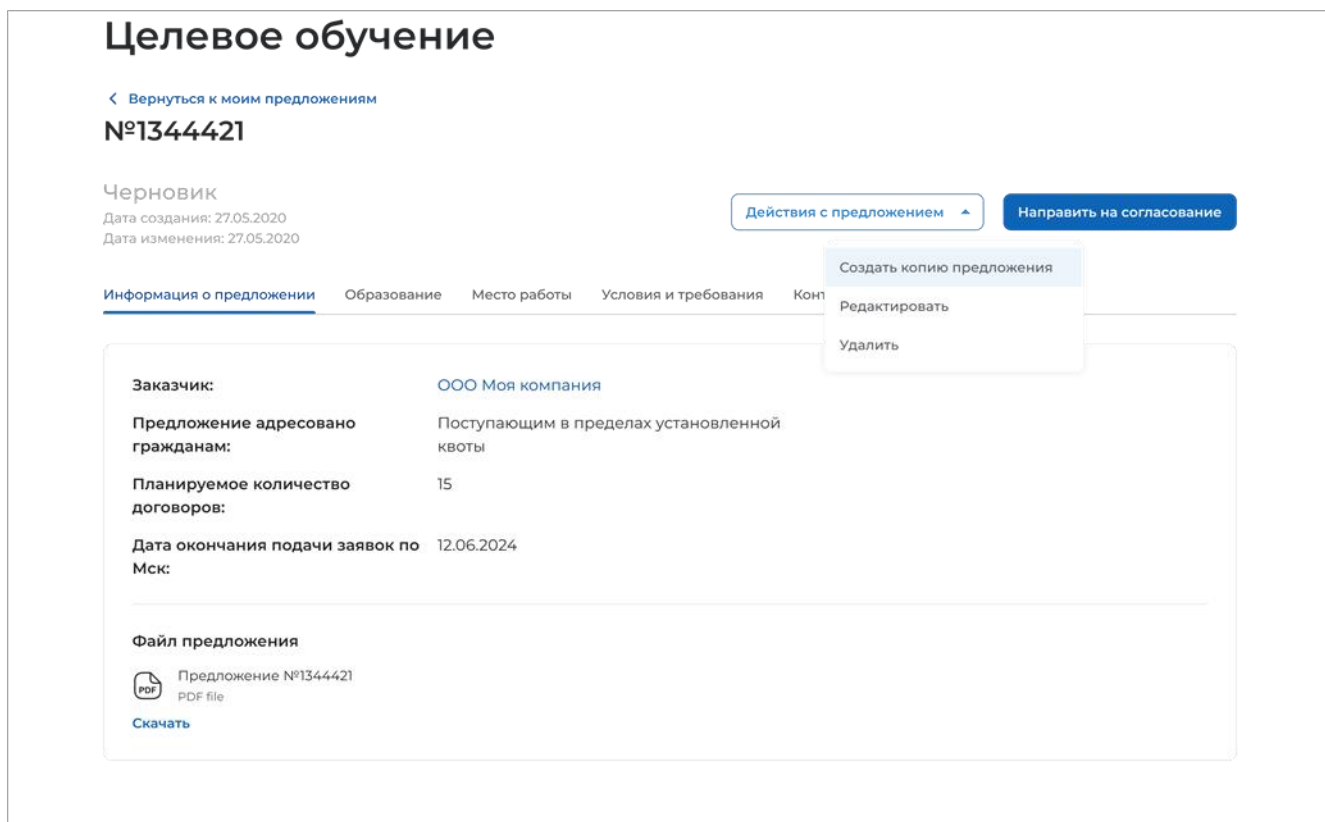 Целевое обучение
Вернуться к моим предложениям
№1344421
Черновик
Дата создания: 27.05.2020
Дата изменения: 27.05.2020
Действия с предложением
Направить на согласование
Создать копию предложения
Редактировать
Удалить
Информация о предложении Образование Место работы Условия и требования Конт
Заказчик: ООО Моя компания
Предложение адресовано Поступающим в пределах установленной
гражданам: квоты
Планируемое количество 15
договоров:
Дата окончания подачи заявок по 12.06.2024
Мск:
Файл предложения
Предложение №1344421
PDF PDF file
Скачать